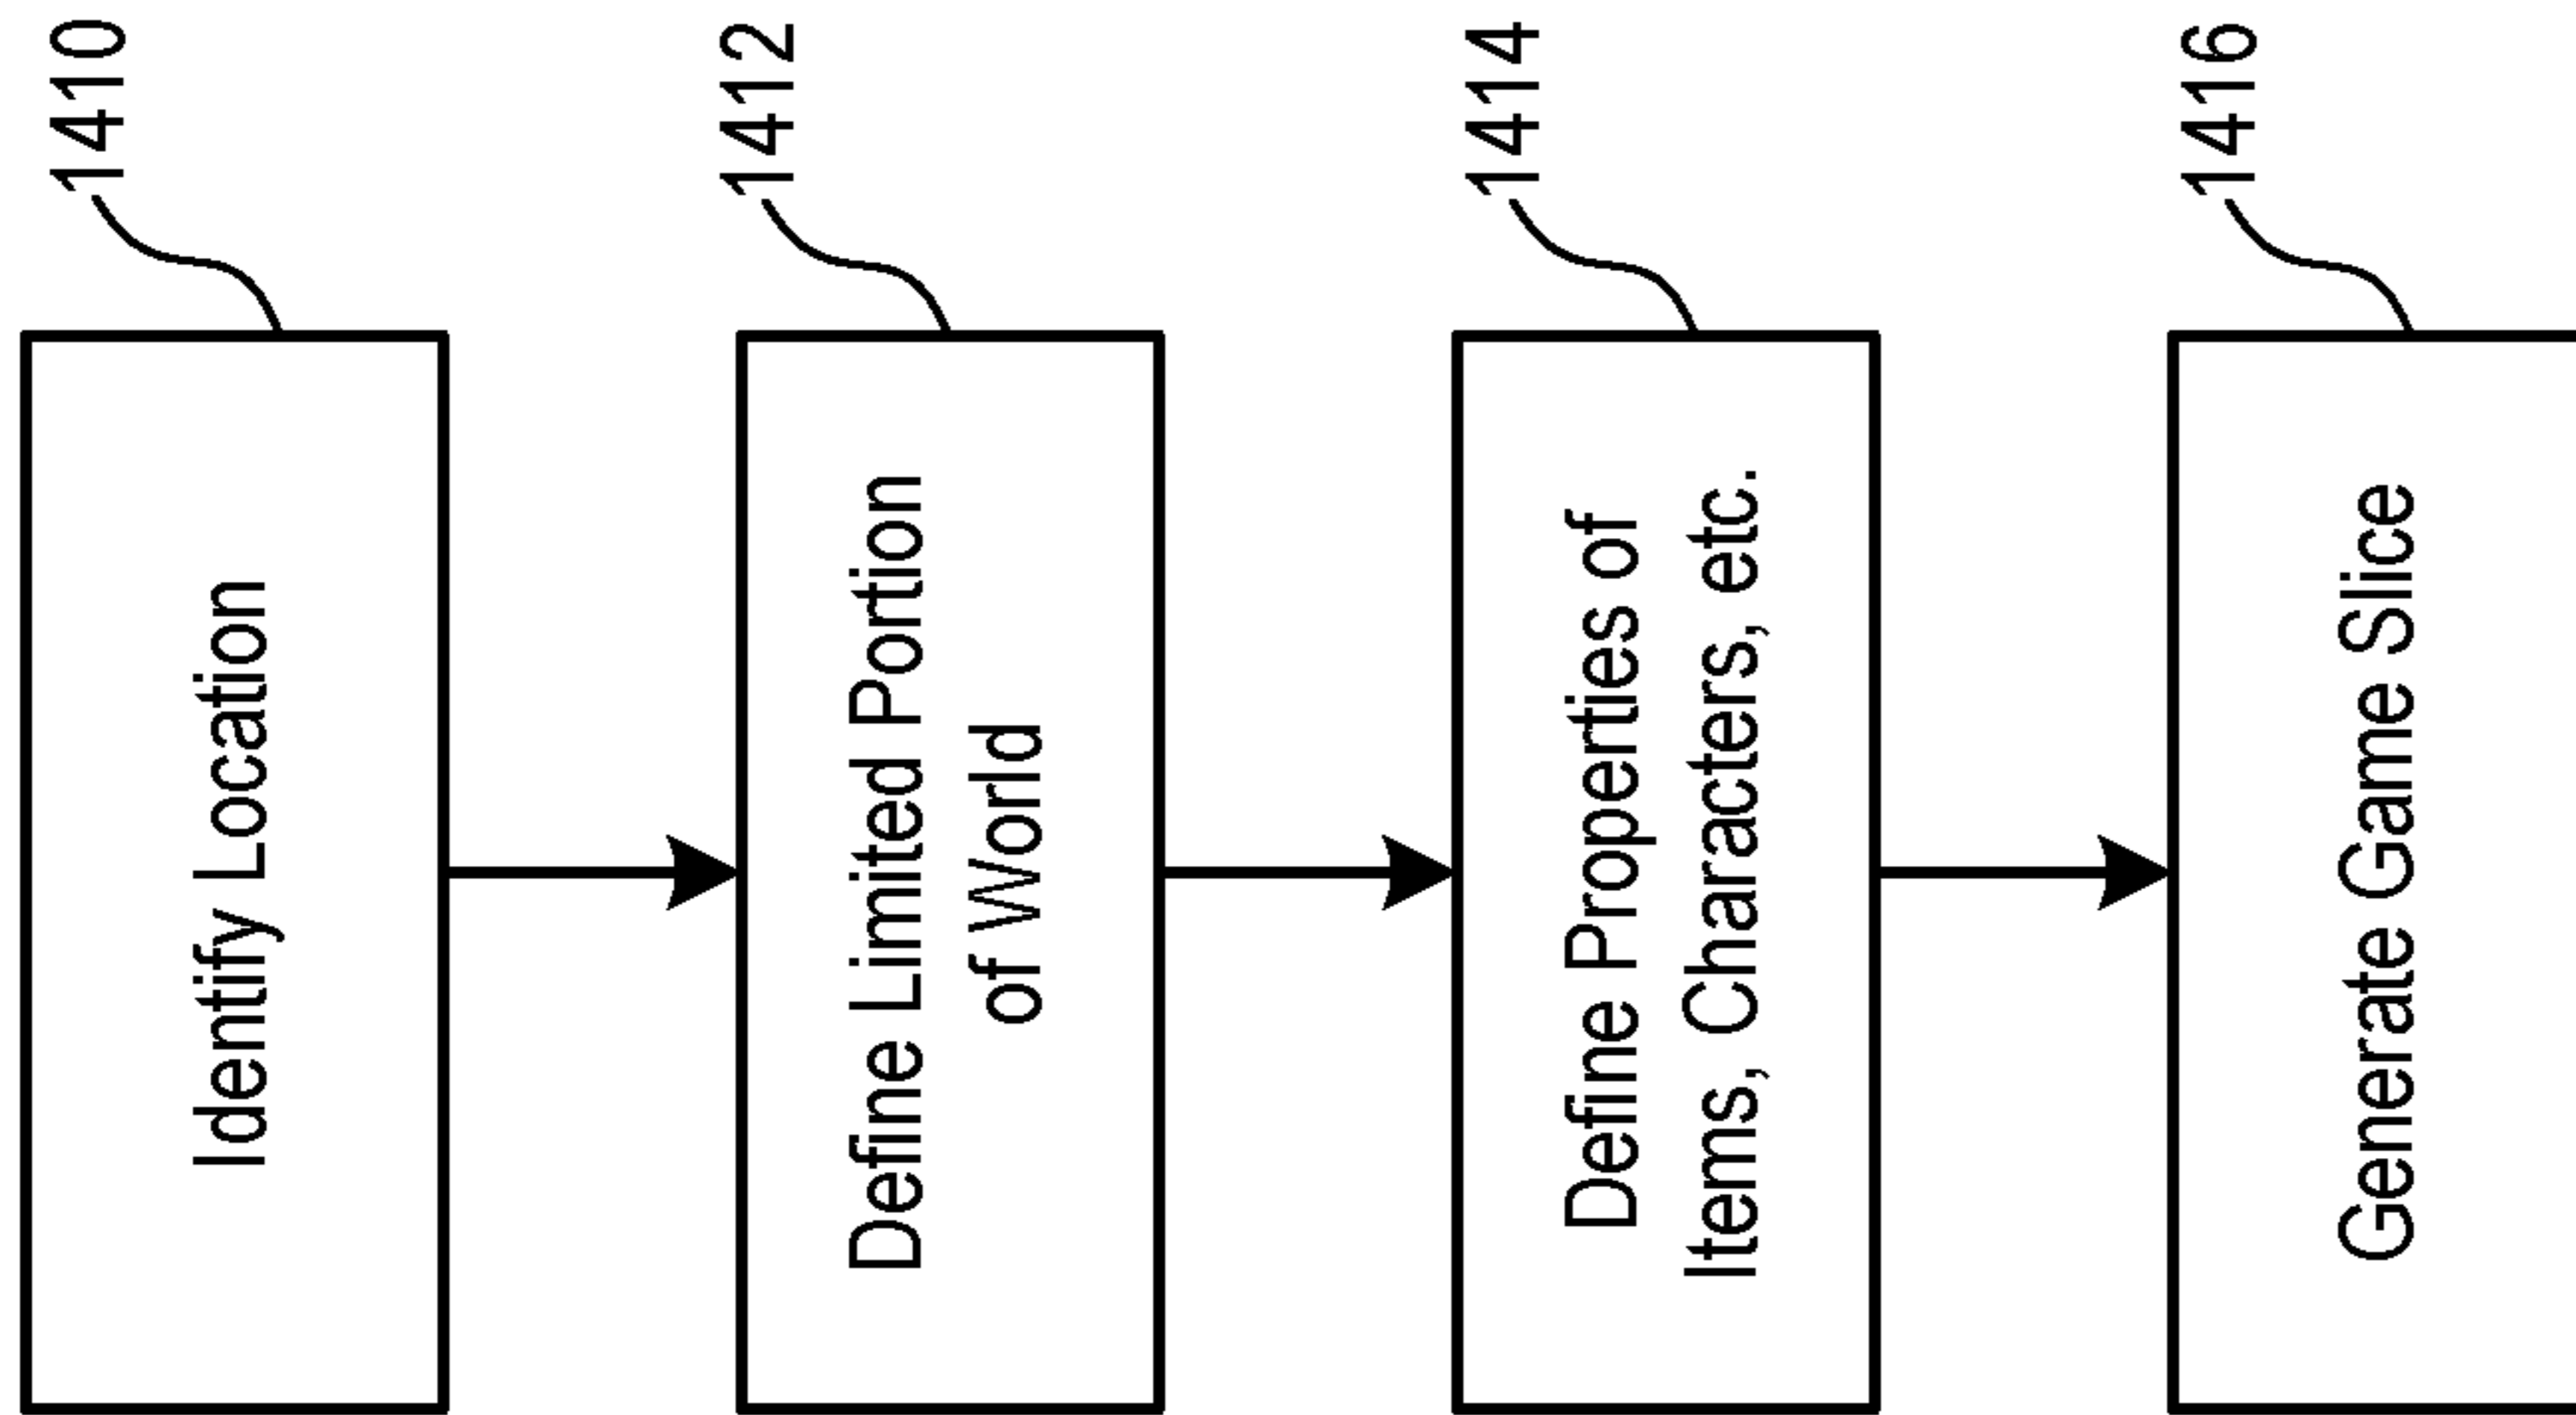 1410
Identify Location
1412
Define Limited Portion
of World
1414
Define Properties of
Items, Characters, etc.
1416
Generate Game Slice